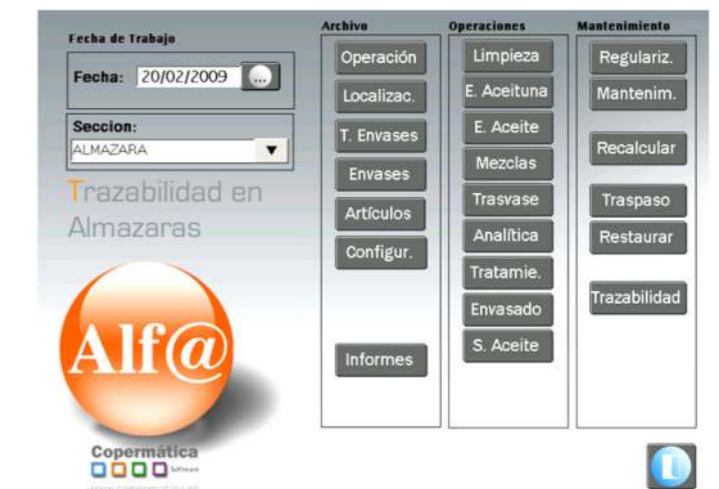 Fecha de Trabajo
Fecha: 20/02/2009 ...
Seccion:
ALMAZARA
Trazabilidad en
Almazaras
Alf@
Copermática
Software
Archivo
Operación
Localizac.
T. Envases
Envases
Artículos
Configur.
Informes
Operaciones
Limpieza
E. Aceituna
E. Aceite
Mezclas
Trasvase
Analítica
Tratamie.
Envasado
S. Aceite
Mantenimiento
Regulariz.
Mantenim.
Recalcular
Traspaso
Restaurar
Trazabilidad